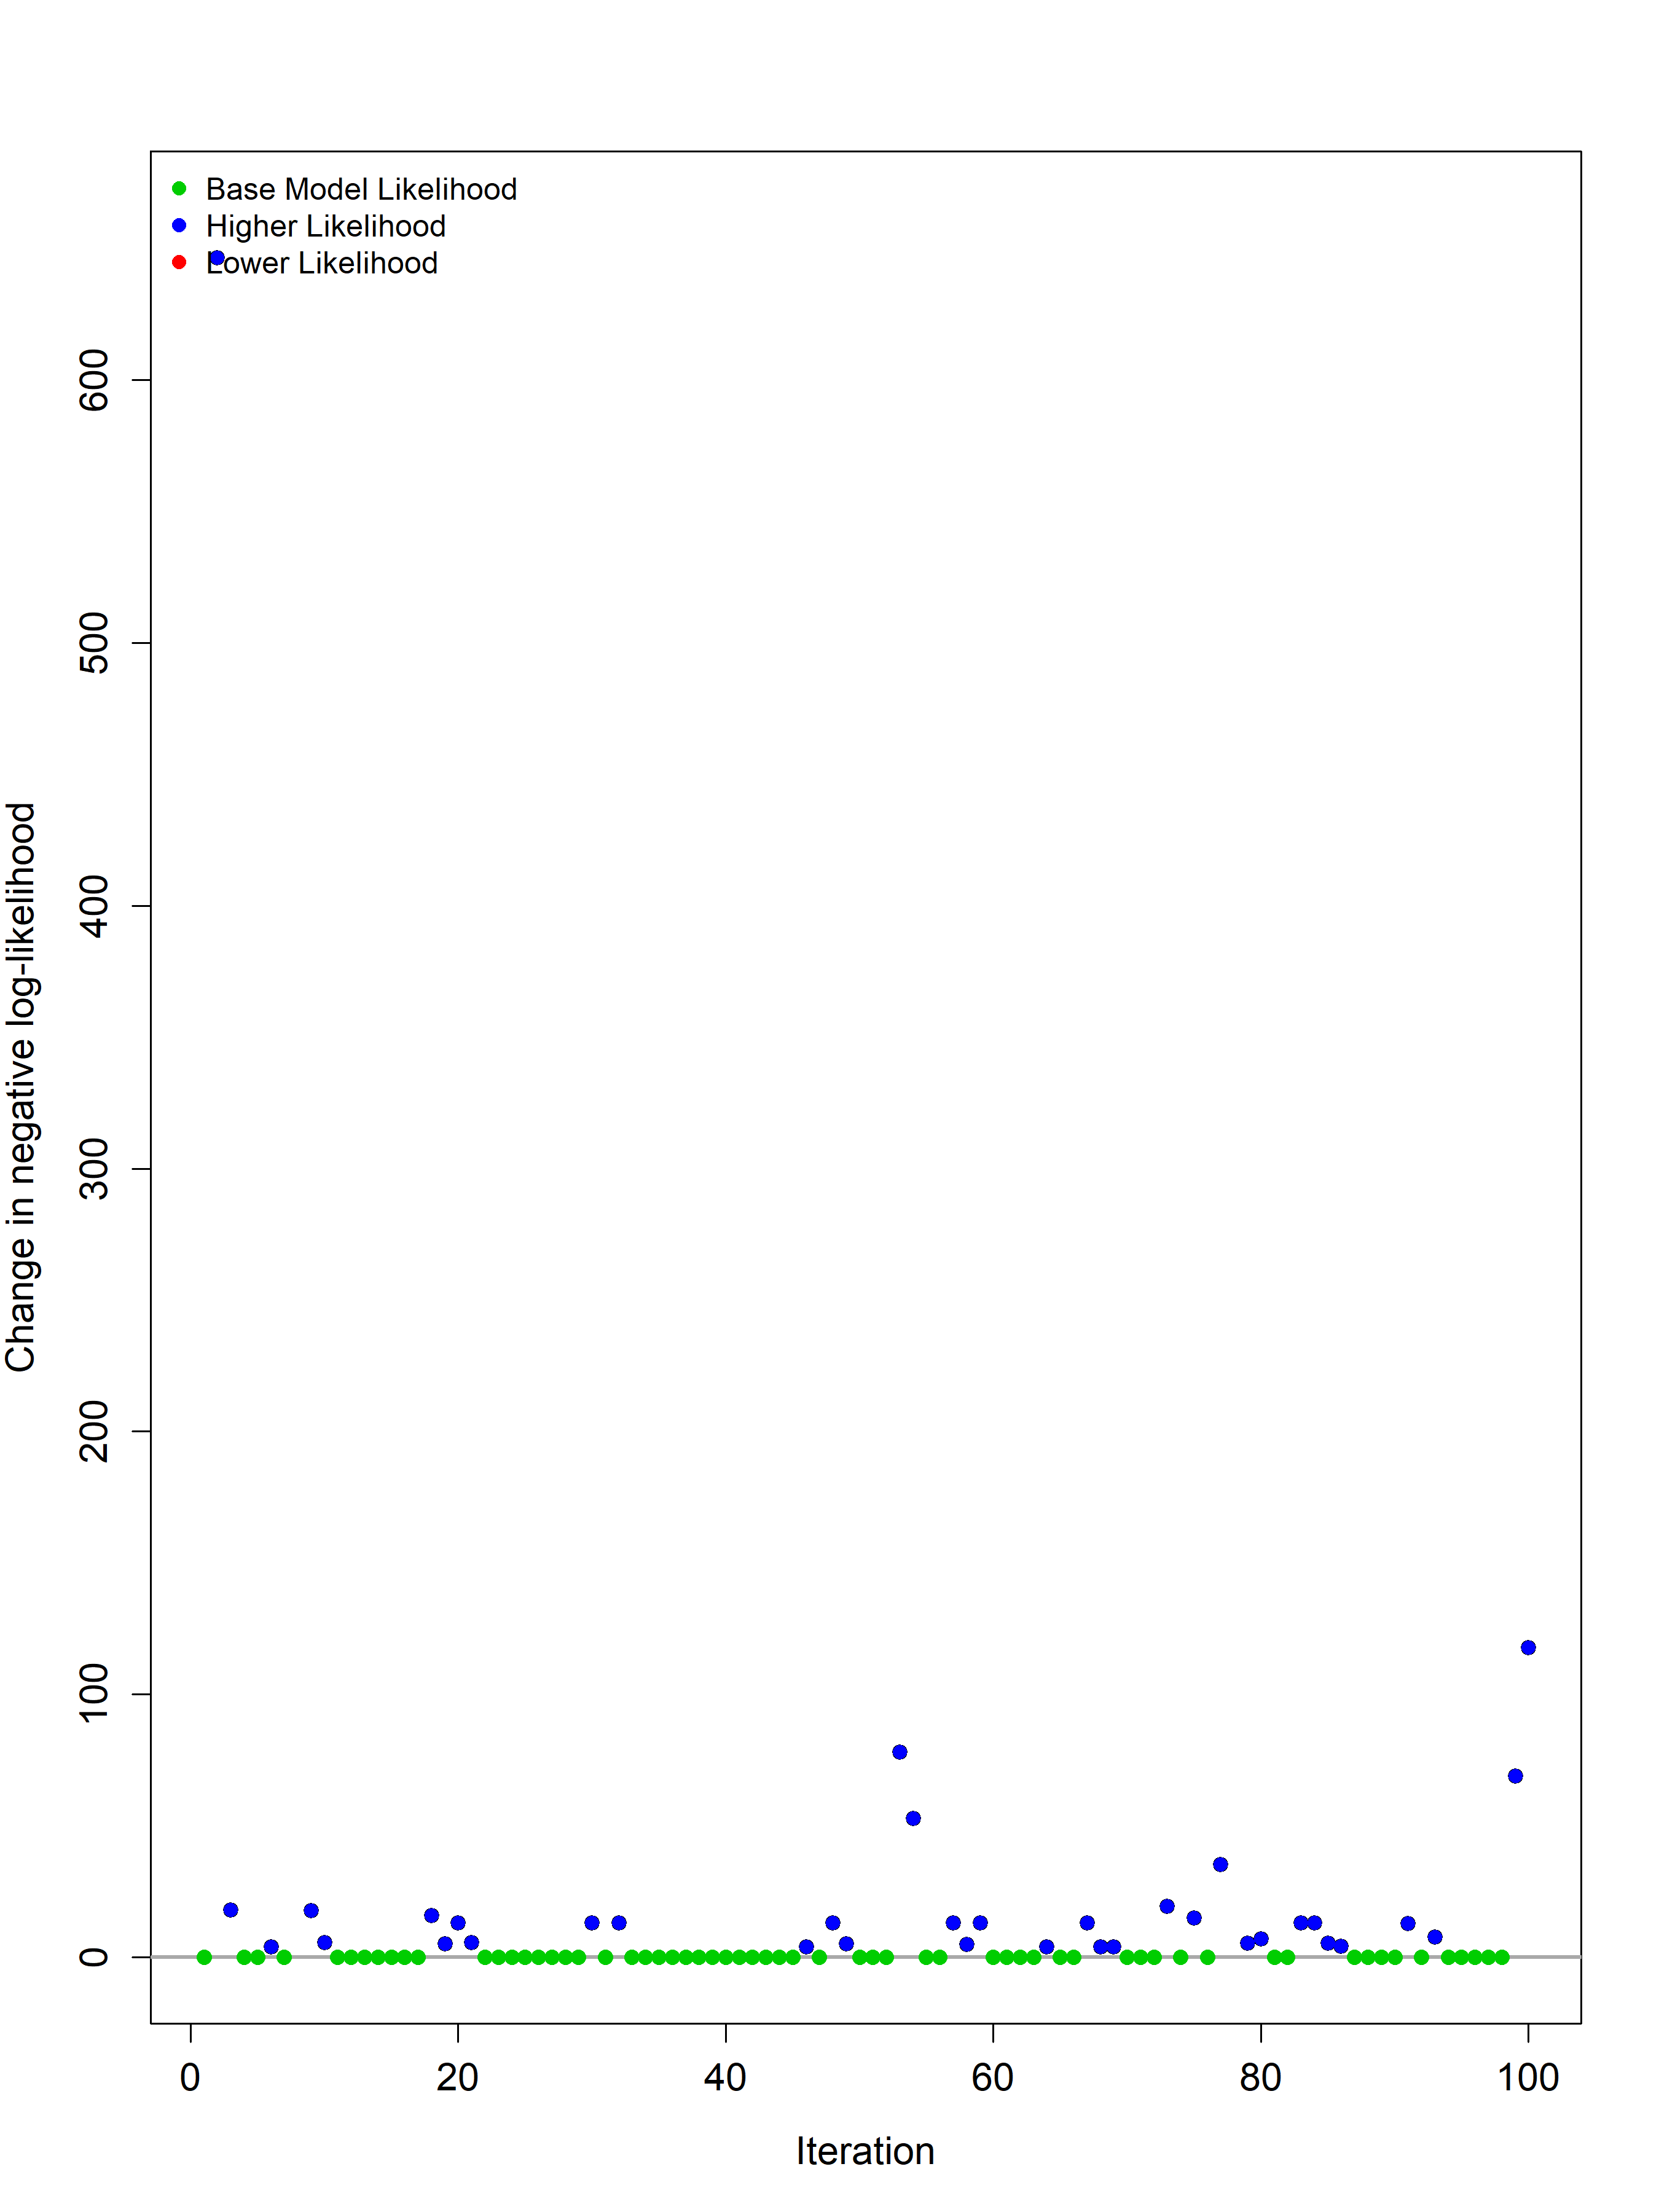 Base Model Likelihood
Higher Likelihood
Lower Likelihood
Change in negative log-likelihood
600
500
400
300
200
100
0
0 20 40 60 80 100
Iteration